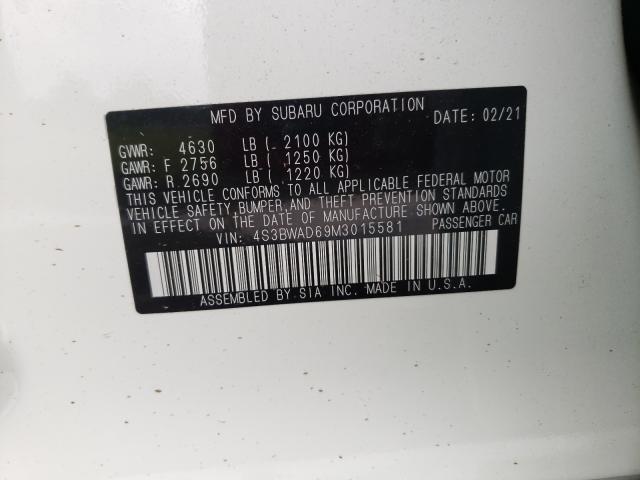 MFD BY SUBARU CORPORATION DATE: 02/21
GVWR: 4630 LB ( 2100 KG)
GAWR: F 2756 LB ( 1250 KG)
GAWR: R 2690 LB ( 1220 KG)
THIS VEHICLE CONFORMS TO ALL APPLICABLE FEDERAL MOTOR
VEHICLE SAFETY, BUMPER, AND THEFT PREVENTION STANDARDS
IN EFFECT ON THE DATE OF MANUFACTURE SHOWN ABOVE.
VIN: 4S3BWAD69M3015581 PASSENGER CAR
ASSEMBLED BY SIA INC. MADE IN U.S.A.